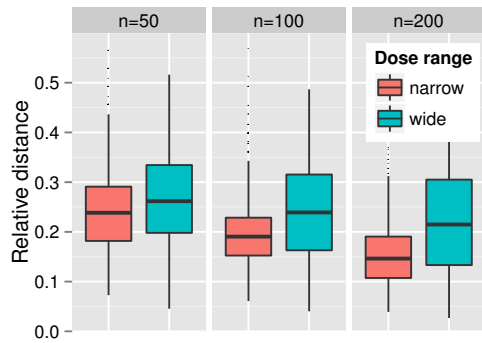 n=50 n=100 n=200
Dose range
narrow
wide
Relative distance
0.5
0.4
0.3
0.2
0.1
0.0